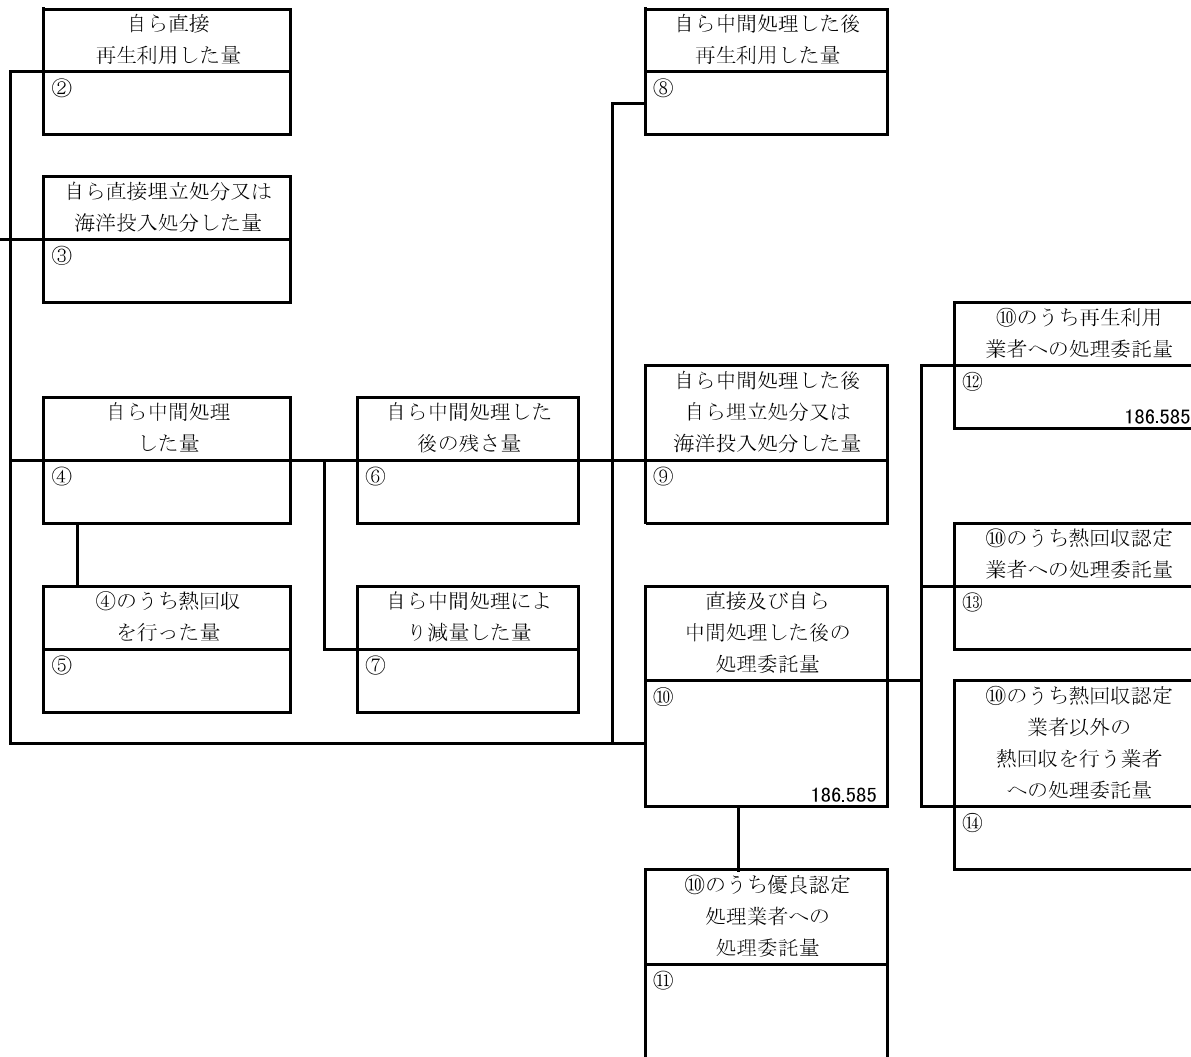 自ら直接
再生利用した量
②
自ら中間処理した後
再生利用した量
⑧
自ら直接埋立処分又は
海洋投入処分した量
③
⑩のうち再生利用
業者への処理委託量
⑫
186.585
自ら中間処理
した量
④
自ら中間処理した
後の残さ量
⑥
自ら中間処理した後
自ら埋立処分又は
海洋投入処分した量
⑨
⑩のうち熱回収認定
業者への処理委託量
⑬
④のうち熱回収
を行った量
⑤
自ら中間処理によ
り減量した量
⑦
直接及び自ら
中間処理した後の
処理委託量
⑩
186.585
⑩のうち熱回収認定
業者以外の
熱回収を行う業者
への処理委託量
⑭
⑩のうち優良認定
処理業者への
処理委託量
⑪